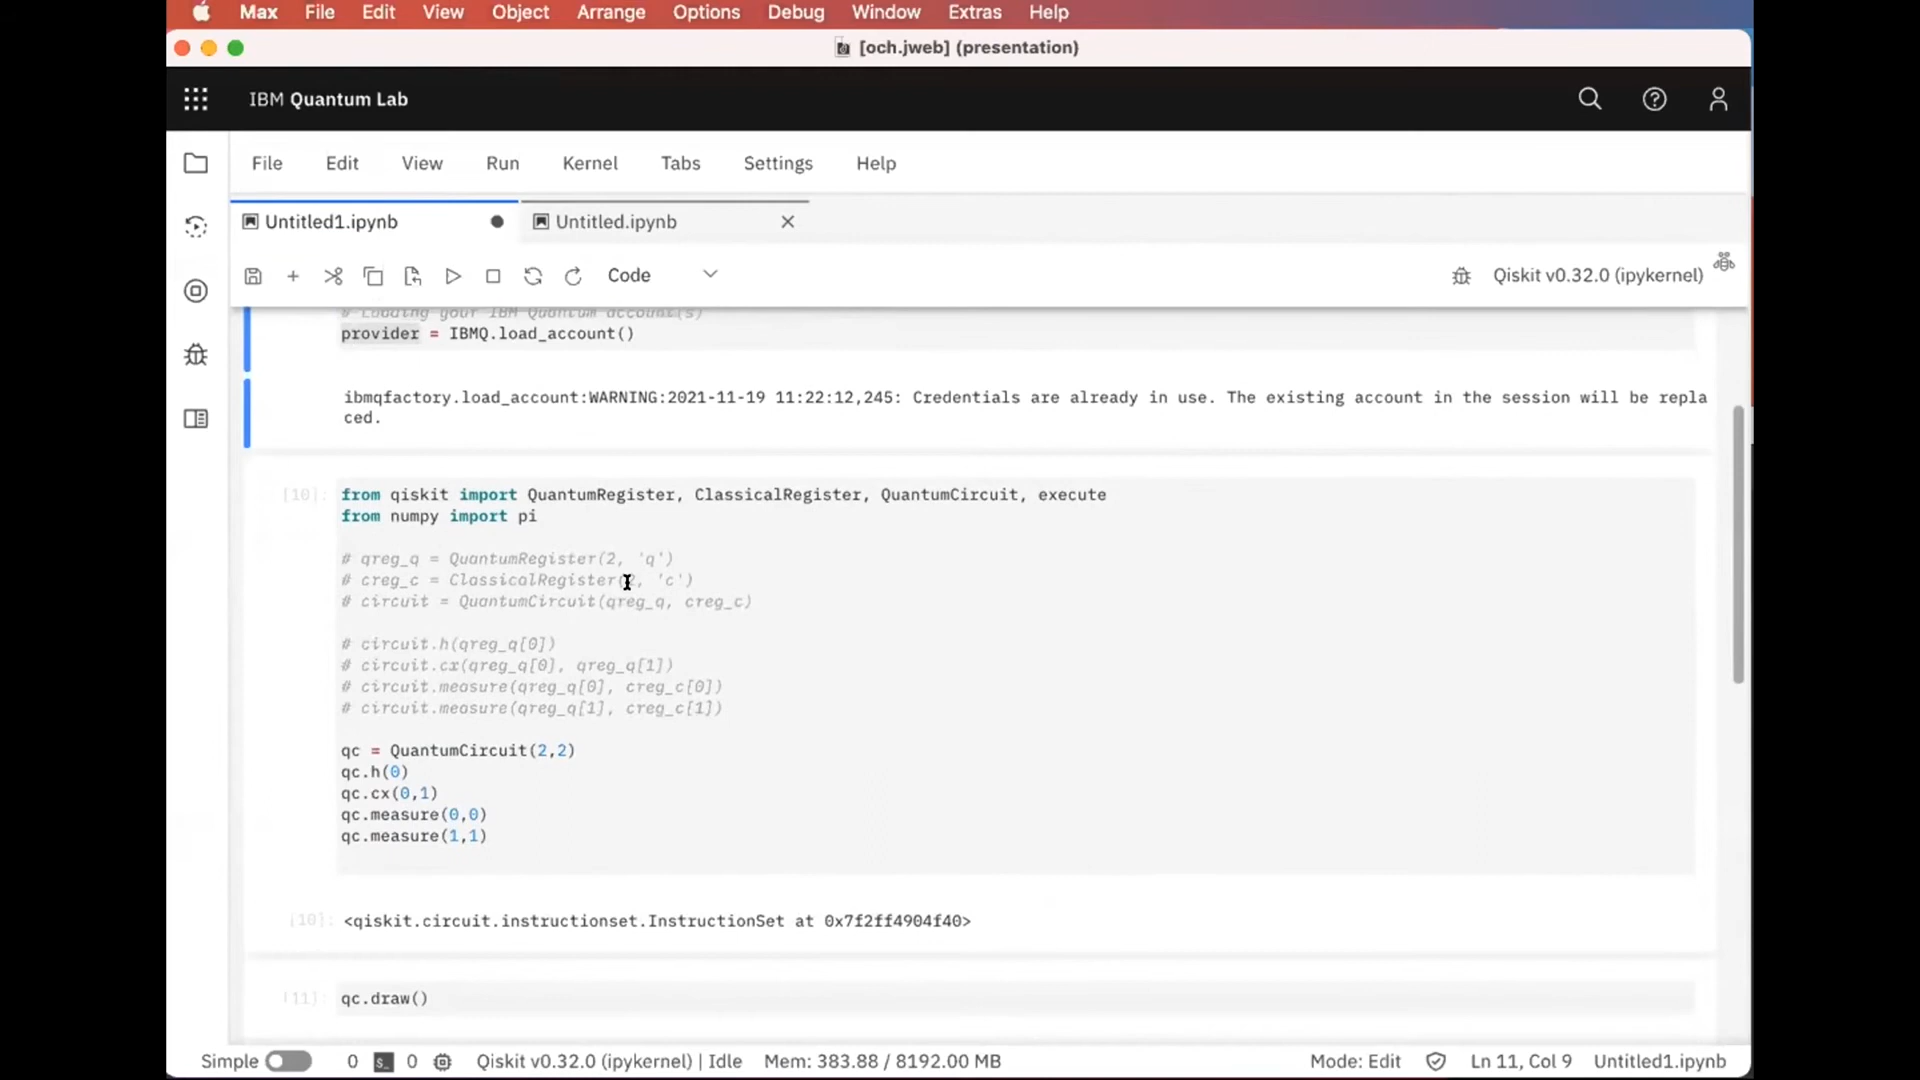 Max File Edit View Object Arrange Options Debug Window Extras Help
[och.jweb] (presentation)
IBM Quantum Lab
File Edit View Run Kernel Tabs Settings Help
Untitled1.ipynb Untitled.ipynb
Code Qiskit v0.32.0 (ipykernel)
# Loading your IBM Quantum account(s)
provider = IBMQ.load_account()
ibmqfactory.load_account:WARNING:2021-11-19 11:22:12,245: Credentials are already in use. The existing account in the session will be repla
ced.
[10]: from qiskit import QuantumRegister, ClassicalRegister, QuantumCircuit, execute
from numpy import pi
# qreg_q = QuantumRegister(2, 'q')
# creg_c = ClassicalRegister(2, 'c')
# circuit = QuantumCircuit(qreg_q, creg_c)
# circuit.h(qreg_q[0])
# circuit.cx(qreg_q[0], qreg_q[1])
# circuit.measure(qreg_q[0], creg_c[0])
# circuit.measure(qreg_q[1], creg_c[1])
qc = QuantumCircuit(2,2)
qc.h(0)
qc.cx(0,1)
qc.measure(0,0)
qc.measure(1,1)
[10]: <qiskit.circuit.instructionset.InstructionSet at 0x7f2ff4904f40>
[11]: qc.draw()
Simple 0 0 Qiskit v0.32.0 (ipykernel) | Idle Mem: 383.88 / 8192.00 MB Mode: Edit Ln 11, Col 9 Untitled1.ipynb